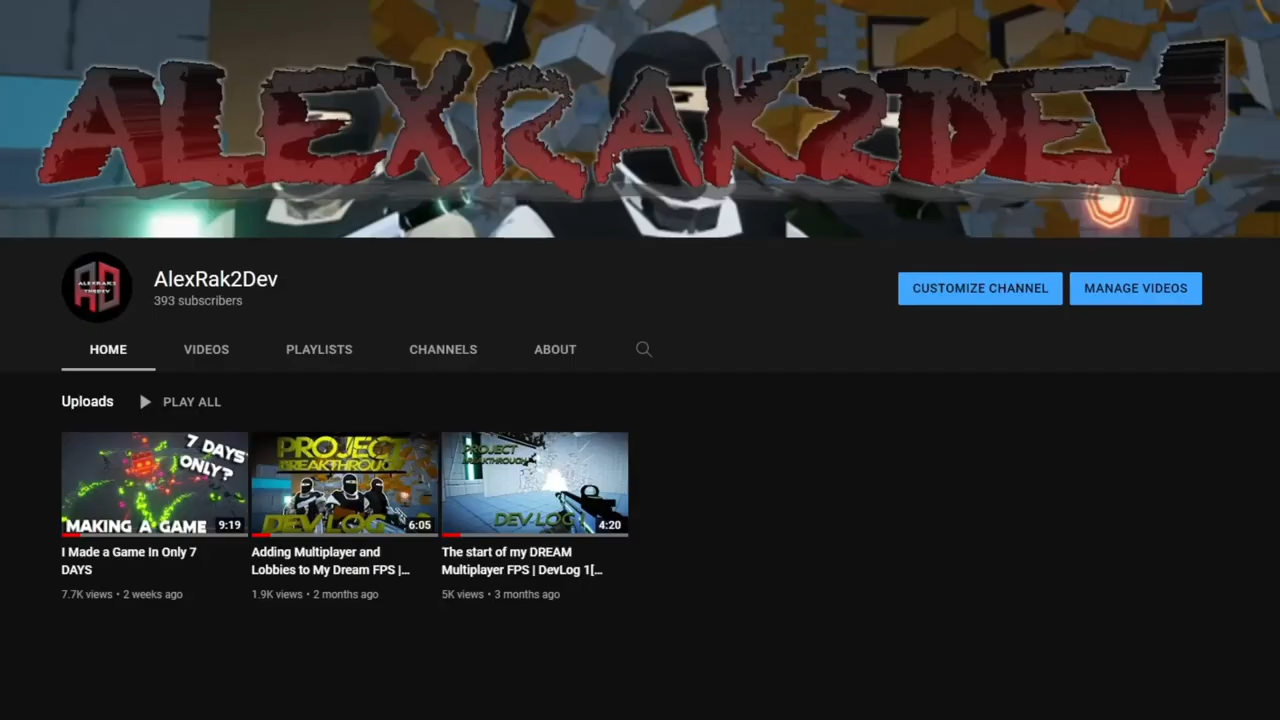 ALEXRAK2DEV
AlexRak2Dev
393 subscribers
CUSTOMIZE CHANNEL
MANAGE VIDEOS
HOME
VIDEOS
PLAYLISTS
CHANNELS
ABOUT
Uploads
PLAY ALL
7 DAYS
ONLY?
MAKING A GAME
9:19
PROJECT
BREAKTHROUGH
DEV LOG
6:05
PROJECT
BREAKTHROUGH
DEV LOG
4:20
I Made a Game In Only 7
DAYS
7.7K views • 2 weeks ago
Adding Multiplayer and
Lobbies to My Dream FPS |...
1.9K views • 2 months ago
The start of my DREAM
Multiplayer FPS | DevLog 1[...
5K views • 3 months ago